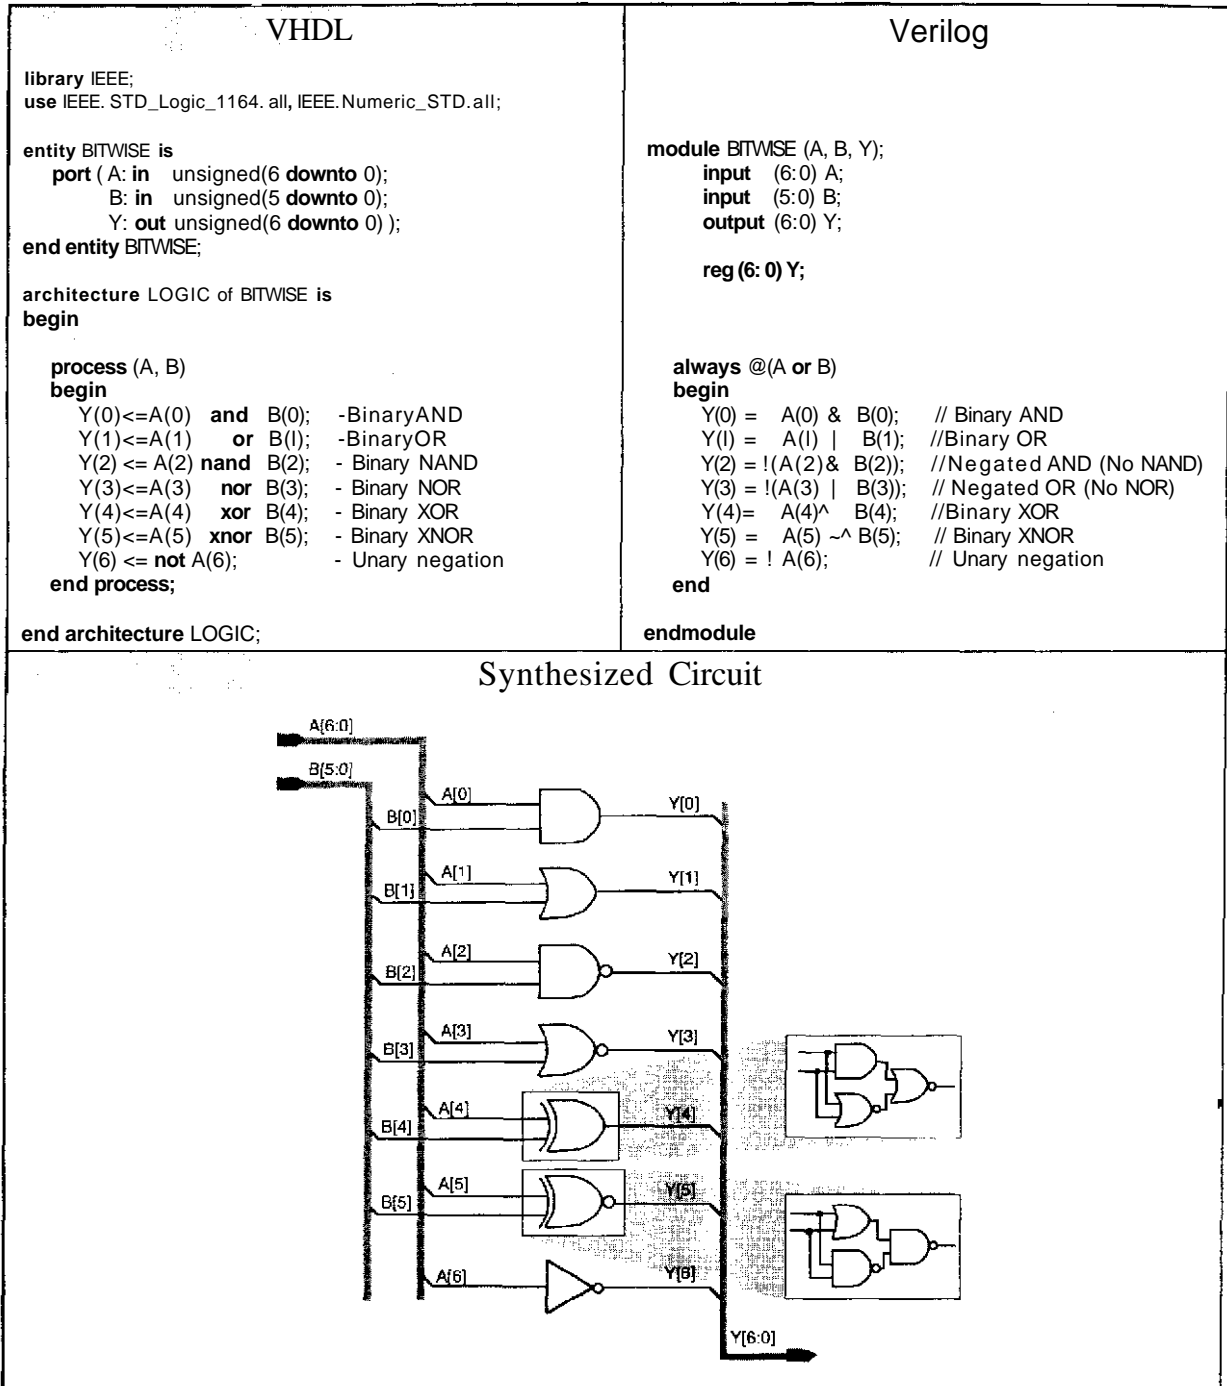 VHDL
library IEEE;
use IEEE. STD_Logic_1164. all, IEEE.Numeric_STD.all;
entity BITWISE is
port ( A: in unsigned(6 downto 0);
B: in unsigned(5 downto 0);
Y: out unsigned(6 downto 0) );
end entity BITWISE;
architecture LOGIC of BITWISE is
begin
process (A, B)
begin
Y(0)<=A(0) and B(0); -BinaryAND
Y(1)<=A(1) or B(l); -BinaryOR
Y(2) <= A(2) nand B(2); - Binary NAND
Y(3)<=A(3) nor B(3); - Binary NOR
Y(4)<=A(4) xor B(4); - Binary XOR
Y(5)<=A(5) xnor B(5); - Binary XNOR
Y(6) <= not A(6); - Unary negation
end process;
end architecture LOGIC;
Verilog
module BITWISE (A, B, Y);
input (6:0) A;
input (5:0) B;
output (6:0) Y;
reg (6: 0) Y;
always @(A or B)
begin
Y(0) = A(0) & B(0); // Binary AND
Y(l) = A(l) | B(1); //Binary OR
Y(2) = !(A(2)& B(2)); //Negated AND (No NAND)
Y(3) = !(A(3) | B(3)); // Negated OR (No NOR)
Y(4)= A(4)^ B(4); //Binary XOR
Y(5) = A(5) ~^ B(5); // Binary XNOR
Y(6) = ! A(6); // Unary negation
end
endmodule
Synthesized Circuit
A[6:0]
B[5:0]
A[0]
B[0]
Y[0]
A[1]
B[1]
Y[1]
A[2]
B[2]
Y[2]
A[3]
B[3]
Y[3]
A[4]
B[4]
Y[4]
A[5]
B[5]
Y[5]
A[6]
Y[6]
Y[6:0]